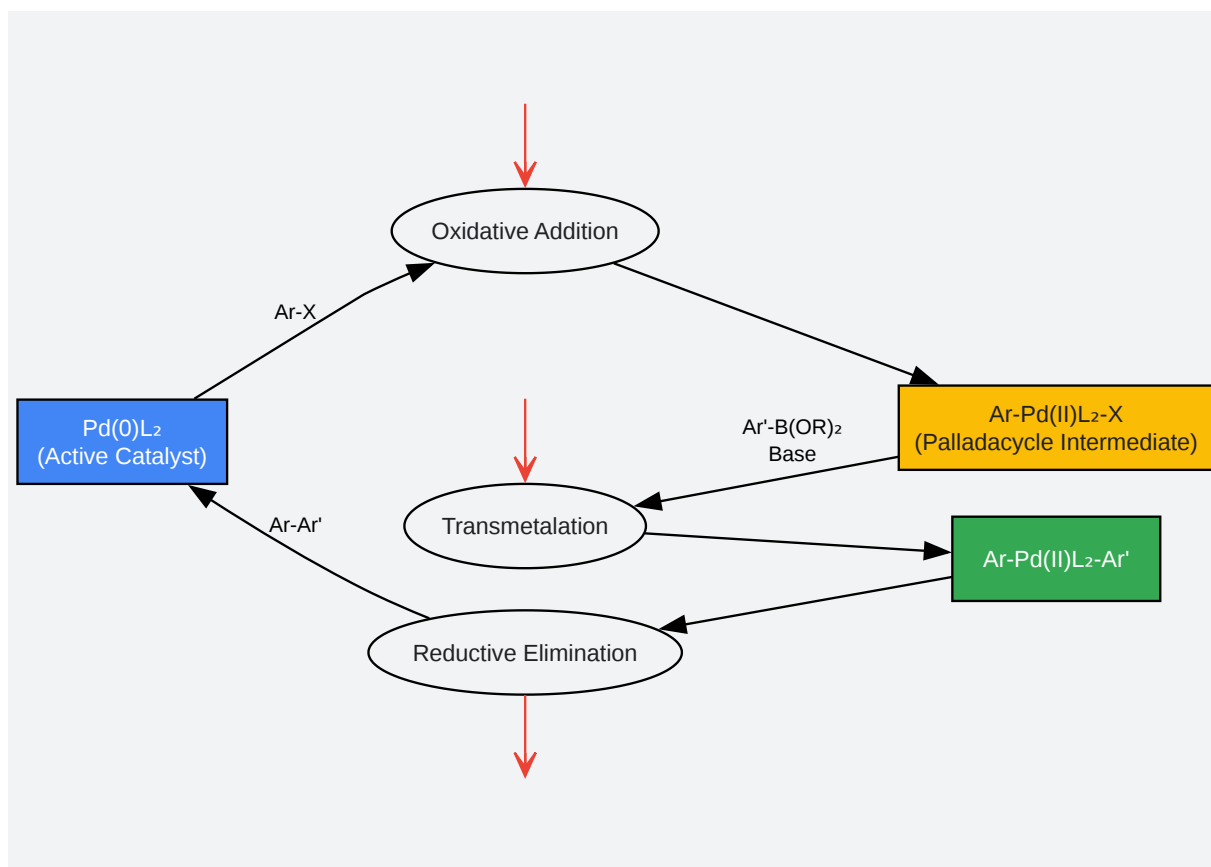 Oxidative Addition
Ar-X
Pd(0)L₂
(Active Catalyst)
Ar-Pd(II)L₂-X
(Palladacycle Intermediate)
Ar'-B(OR)₂
Base
Transmetalation
Ar-Ar'
Ar-Pd(II)L₂-Ar'
Reductive Elimination